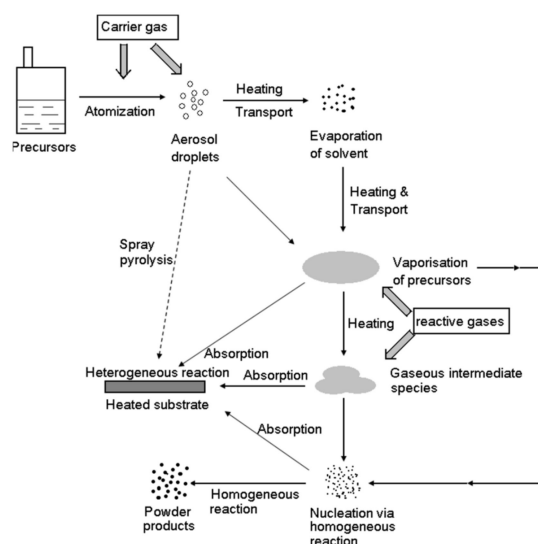 Carrier gas
Heating
Atomization
Transport
Precursors
Aerosol
droplets
Evaporation
of solvent
Heating &
Transport
Spray
pyrolysis
Vaporisation
of precursors
Heating
reactive gases
Absorption
Heterogeneous reaction
Absorption
Gaseous intermediate
species
Heated substrate
Absorption
Powder
products
Homogeneous
reaction
Nucleation via
homogeneous
reaction